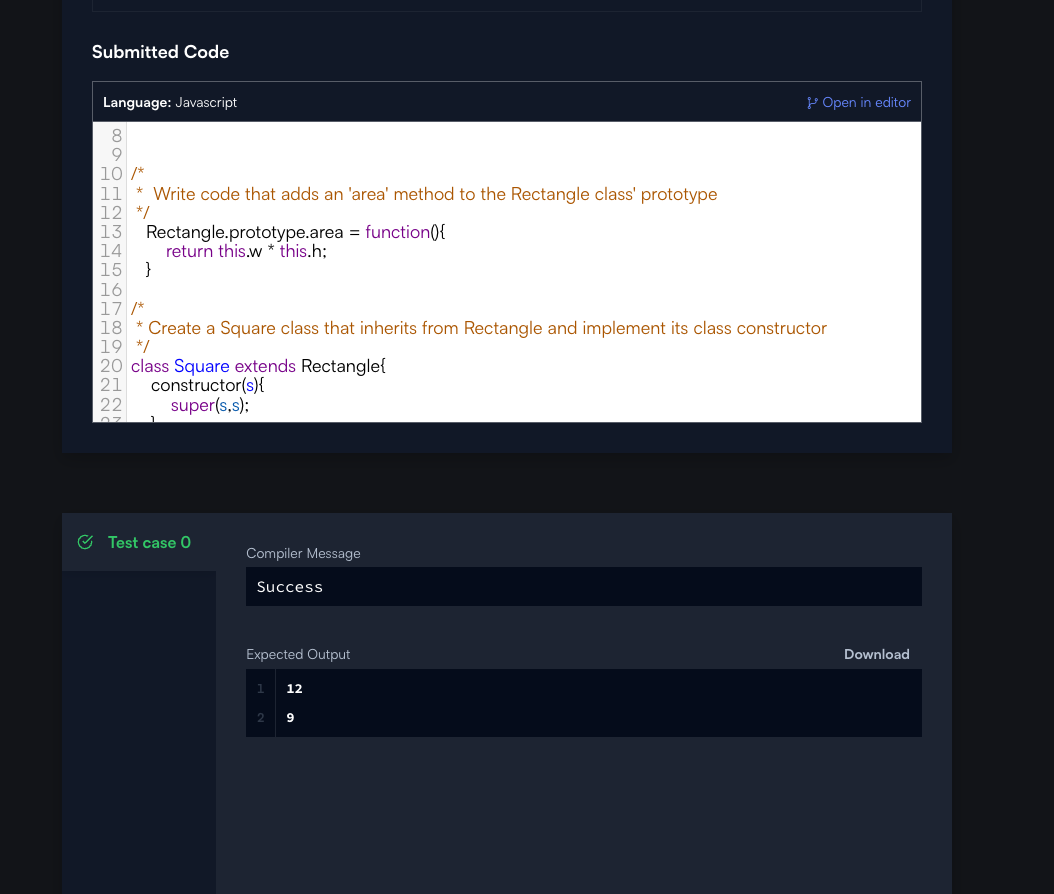 Submitted Code
Language: Javascript
Open in editor
8
9
10 /*
11  *  Write code that adds an 'area' method to the Rectangle class' prototype
12  */
13    Rectangle.prototype.area = function(){
14        return this.w * this.h;
15    }
16
17 /*
18  * Create a Square class that inherits from Rectangle and implement its class constructor
19  */
20 class Square extends Rectangle{
21     constructor(s){
22         super(s,s);
23     }
Test case 0
Compiler Message
Success
Expected Output
Download
1 12
2 9